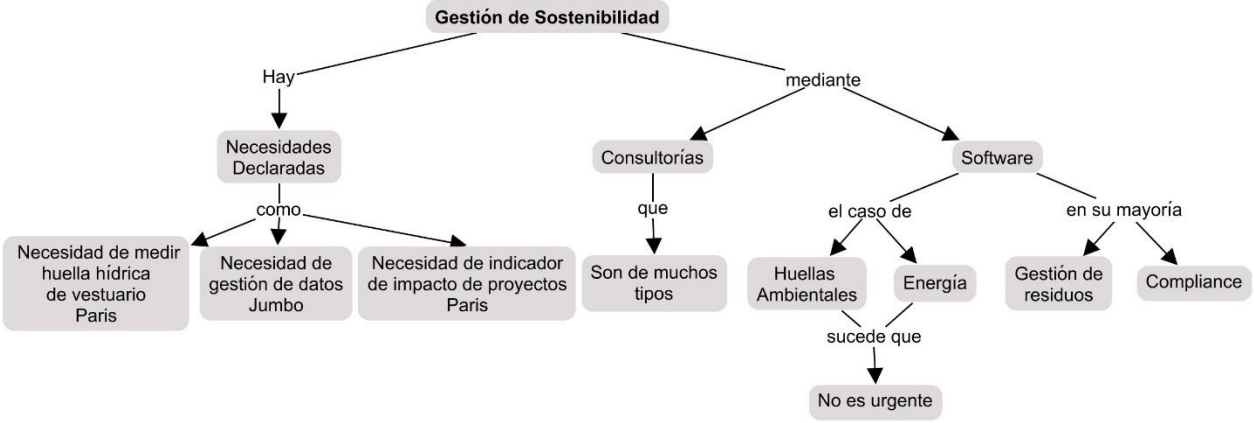 Gestión de Sostenibilidad
Hay
mediante
Necesidades
Declaradas
Consultorías
Software
como
que
el caso de
en su mayoría
Necesidad de medir
huella hídrica
de vestuario
Paris
Necesidad de
gestión de datos
Jumbo
Necesidad de indicador
de impacto de proyectos
Paris
Son de muchos
tipos
Huellas
Ambientales
Energía
Gestión de
residuos
Compliance
sucede que
No es urgente